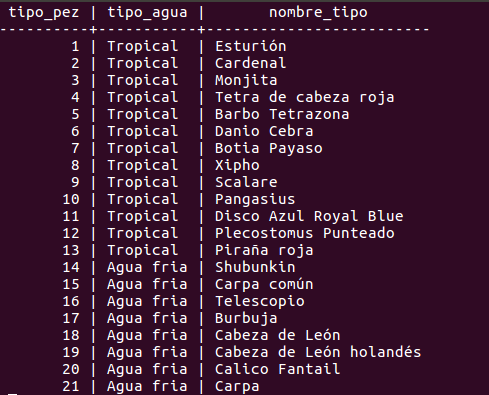 tipo_pez | tipo_agua | nombre_tipo
----------+-----------+-------------------------
1 | Tropical | Esturión
2 | Tropical | Cardenal
3 | Tropical | Monjita
4 | Tropical | Tetra de cabeza roja
5 | Tropical | Barbo Tetrazona
6 | Tropical | Danio Cebra
7 | Tropical | Botia Payaso
8 | Tropical | Xipho
9 | Tropical | Scalare
10 | Tropical | Pangasius
11 | Tropical | Disco Azul Royal Blue
12 | Tropical | Plecostomus Punteado
13 | Tropical | Piraña roja
14 | Agua fria | Shubunkin
15 | Agua fria | Carpa común
16 | Agua fria | Telescopio
17 | Agua fria | Burbuja
18 | Agua fria | Cabeza de León
19 | Agua fria | Cabeza de León holandés
20 | Agua fria | Calico Fantail
21 | Agua fria | Carpa